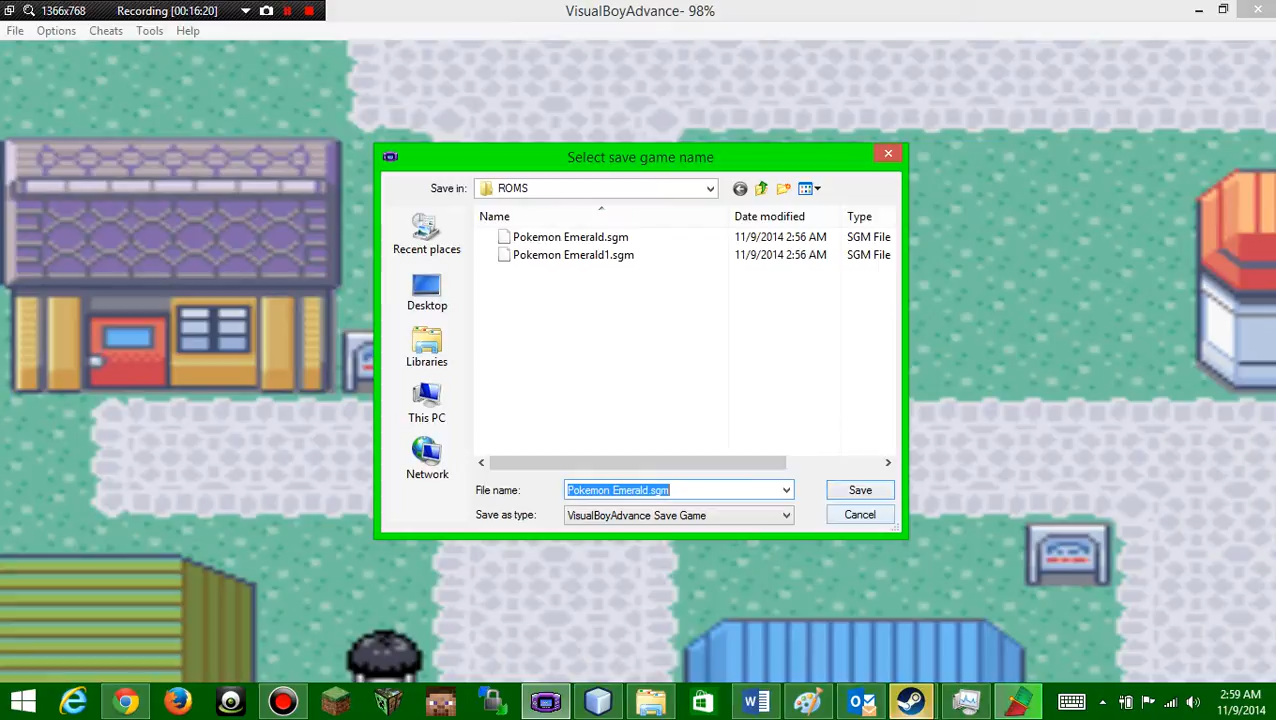 1366x768 Recording [00:16:20]
VisualBoyAdvance- 98%
File Options Cheats Tools Help
Select save game name
Save in: ROMS
Name Date modified Type
Pokemon Emerald.sgm 11/9/2014 2:56 AM SGM File
Pokemon Emerald1.sgm 11/9/2014 2:56 AM SGM File
Recent places
Desktop
Libraries
This PC
Network
File name: Pokemon Emerald.sgm Save
Save as type: VisualBoyAdvance Save Game Cancel
2:59 AM
11/9/2014